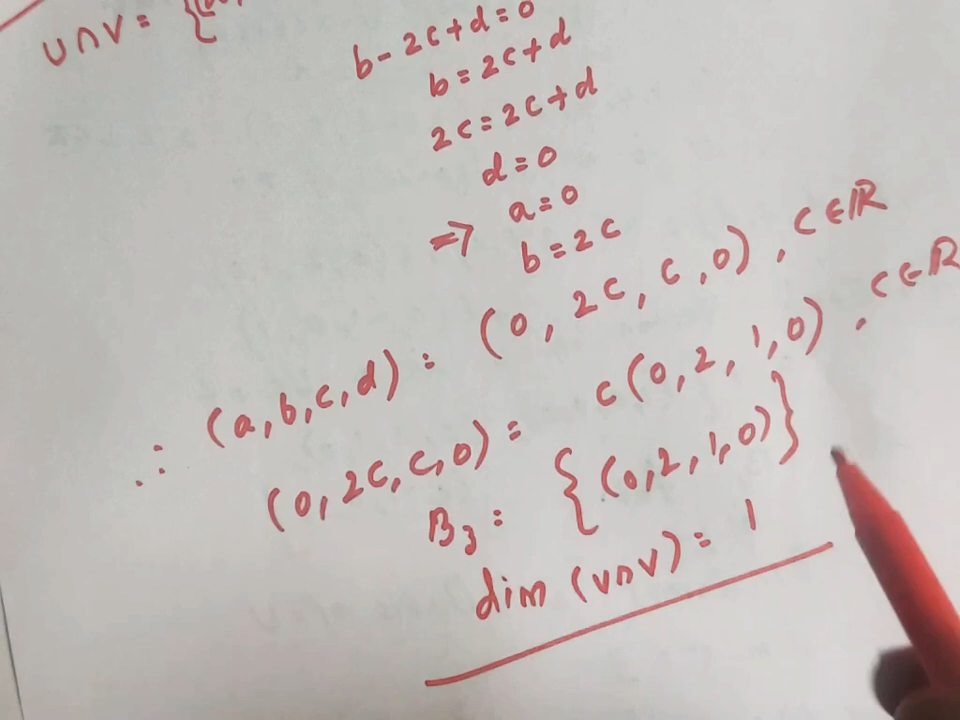 U∩V = {(a,
b - 2c + d = 0
b = 2c + d
2c = 2c + d
d = 0
⇒ a = 0
b = 2c
∴ (a, b, c, d) = (0, 2c, c, 0), c ∈ ℝ
(0, 2c, c, 0) = c(0, 2, 1, 0), c ∈ ℝ
B₃ = {(0, 2, 1, 0)}
dim (U∩V) = 1